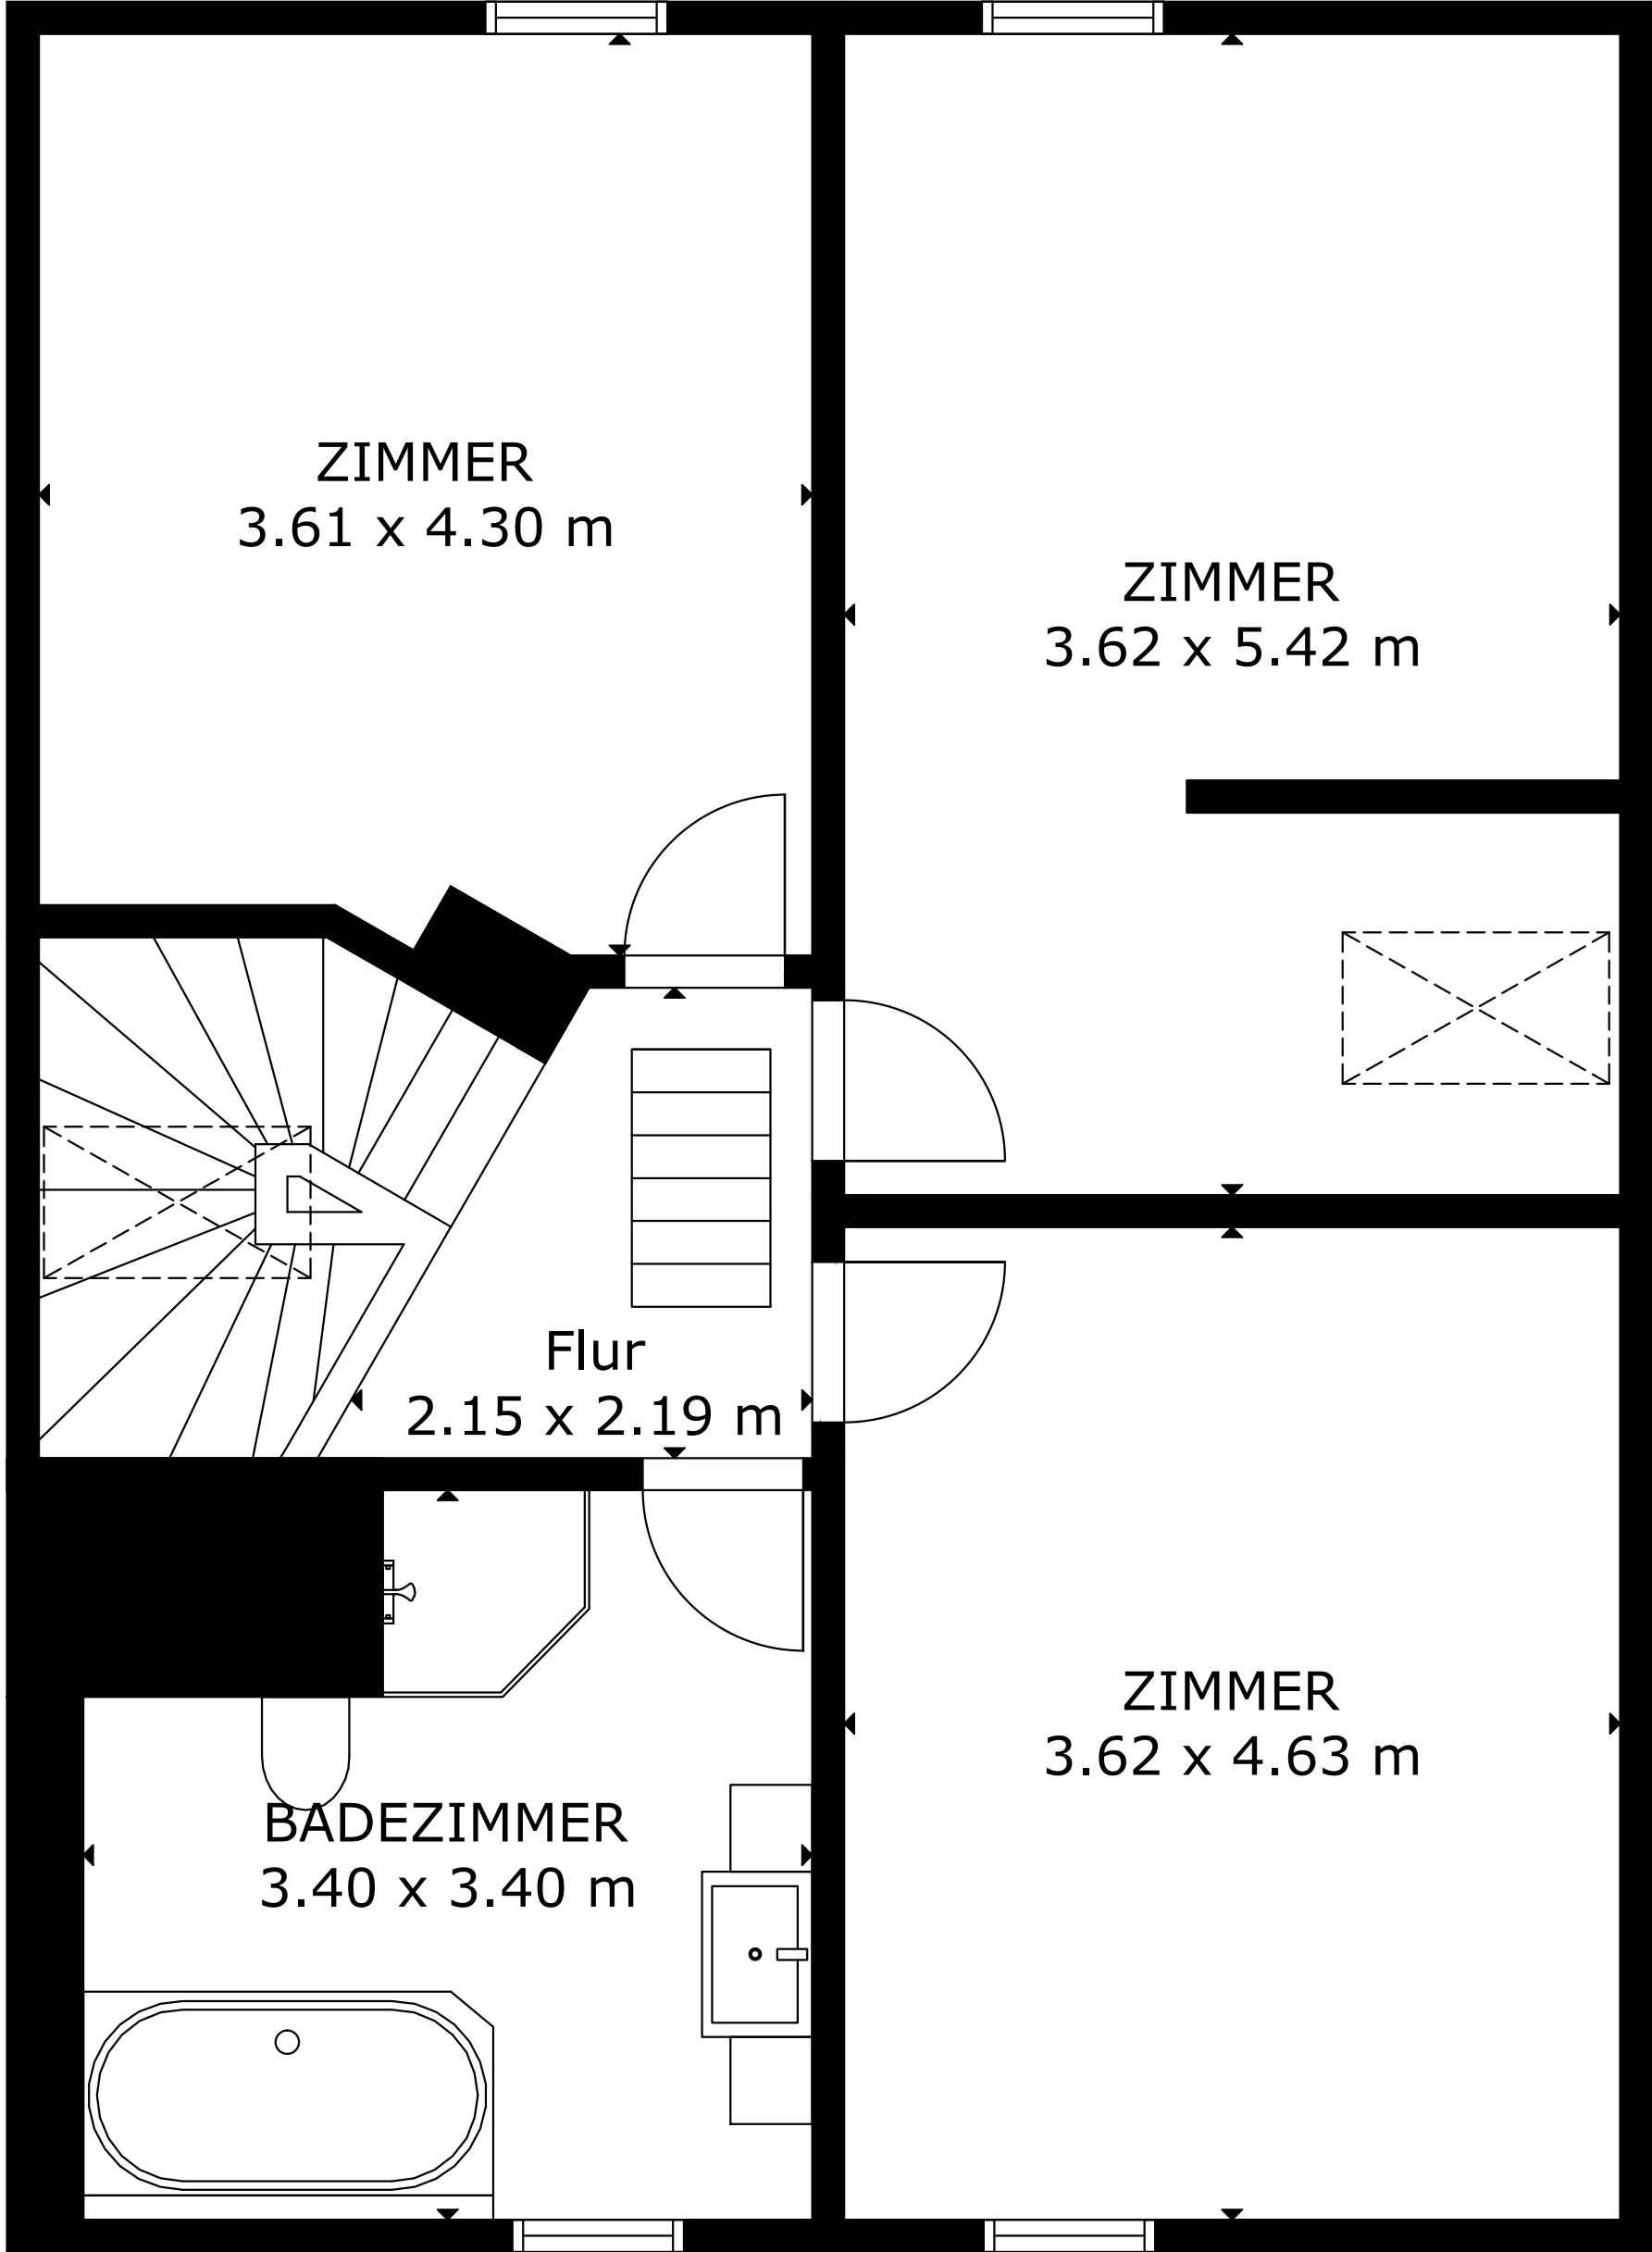 ZIMMER
3.61 x 4.30 m
ZIMMER
3.62 x 5.42 m
Flur
2.15 x 2.19 m
ZIMMER
3.62 x 4.63 m
BADEZIMMER
3.40 x 3.40 m